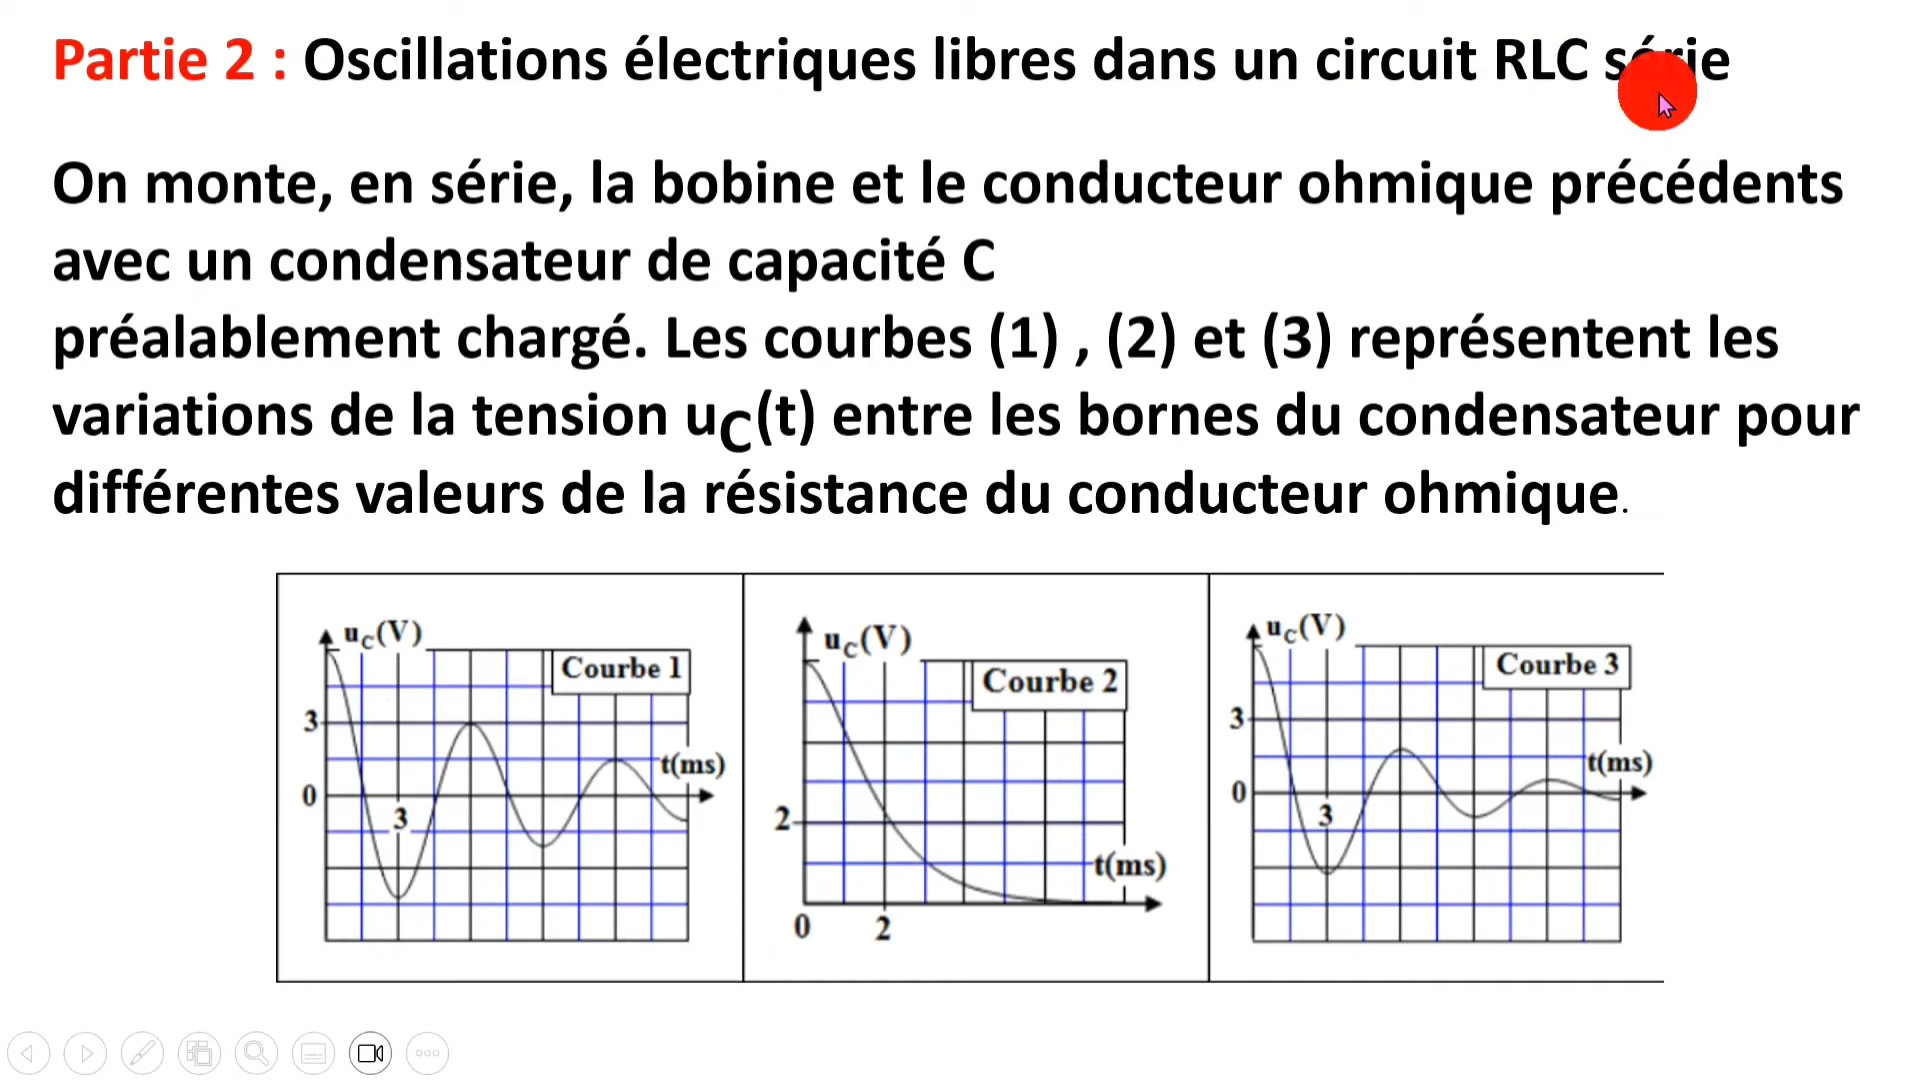 Partie 2 : Oscillations électriques libres dans un circuit RLC série
On monte, en série, la bobine et le conducteur ohmique précédents
avec un condensateur de capacité C
préalablement chargé. Les courbes (1) , (2) et (3) représentent les
variations de la tension uC(t) entre les bornes du condensateur pour
différentes valeurs de la résistance du conducteur ohmique.
uC(V)
Courbe 1
3
t(ms)
0
3
uC(V)
Courbe 2
2
t(ms)
0
2
uC(V)
Courbe 3
3
t(ms)
0
3